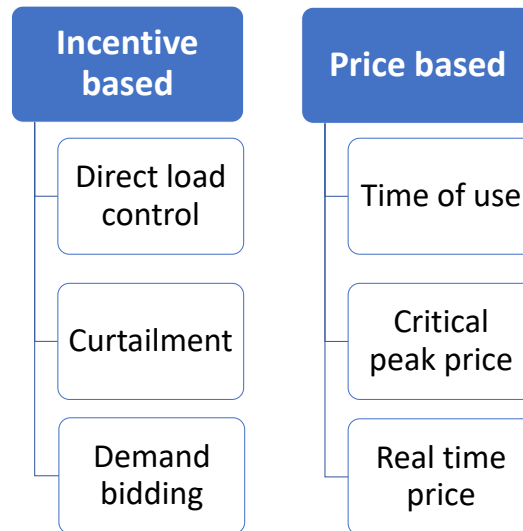 Incentive
based
Direct load
control
Curtailment
Demand
bidding
Price based
Time of use
Critical
peak price
Real time
price